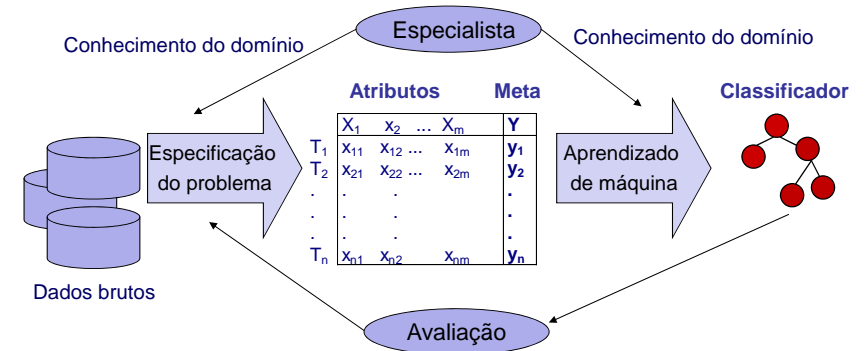 Especialista
Conhecimento do domínio
Conhecimento do domínio
Atributos Meta
Classificador
X1 x2 ... Xm Y
T1 x11 x12 ... x1m y1
T2 x21 x22 ... x2m y2
. . . . .
. . . . .
. . . . .
Tn xn1 xn2 xnm yn
Especificação
do problema
Aprendizado
de máquina
Dados brutos
Avaliação